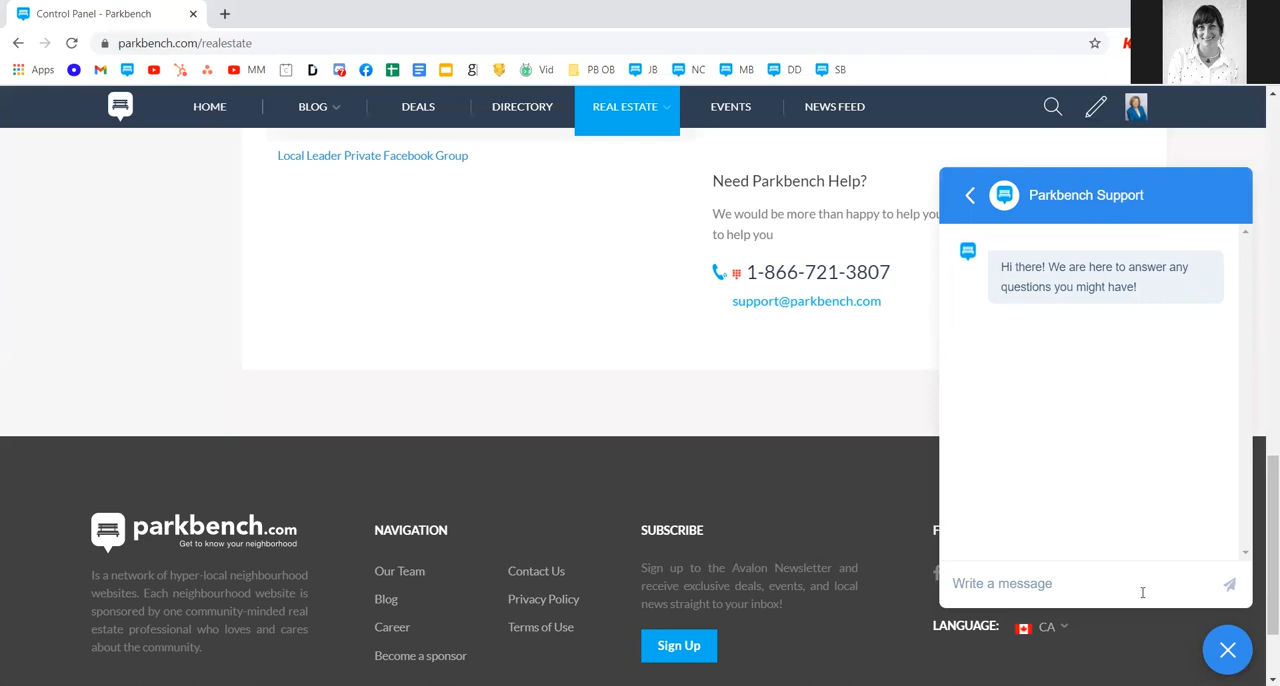 Control Panel - Parkbench
parkbench.com/realestate
Apps MM Vid PB OB JB NC MB DD SB
HOME BLOG DEALS DIRECTORY REAL ESTATE EVENTS NEWS FEED
Local Leader Private Facebook Group
Need Parkbench Help?
We would be more than happy to help you
to help you
1-866-721-3807
support@parkbench.com
Parkbench Support
Hi there! We are here to answer any
questions you might have!
Write a message
parkbench.com
Get to know your neighborhood
Is a network of hyper-local neighbourhood
websites. Each neighbourhood website is
sponsored by one community-minded real
estate professional who loves and cares
about the community.
NAVIGATION
Our Team
Blog
Career
Become a sponsor
Contact Us
Privacy Policy
Terms of Use
SUBSCRIBE
Sign up to the Avalon Newsletter and
receive exclusive deals, events, and local
news straight to your inbox!
Sign Up
LANGUAGE: CA